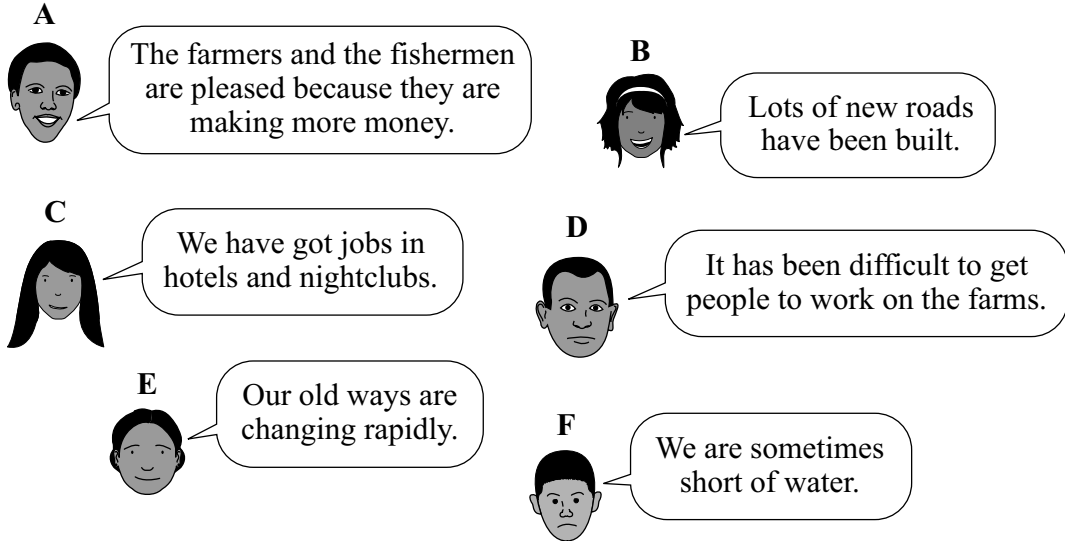 A
The farmers and the fishermen
are pleased because they are
making more money.
B
Lots of new roads
have been built.
C
We have got jobs in
hotels and nightclubs.
D
It has been difficult to get
people to work on the farms.
E
Our old ways are
changing rapidly.
F
We are sometimes
short of water.